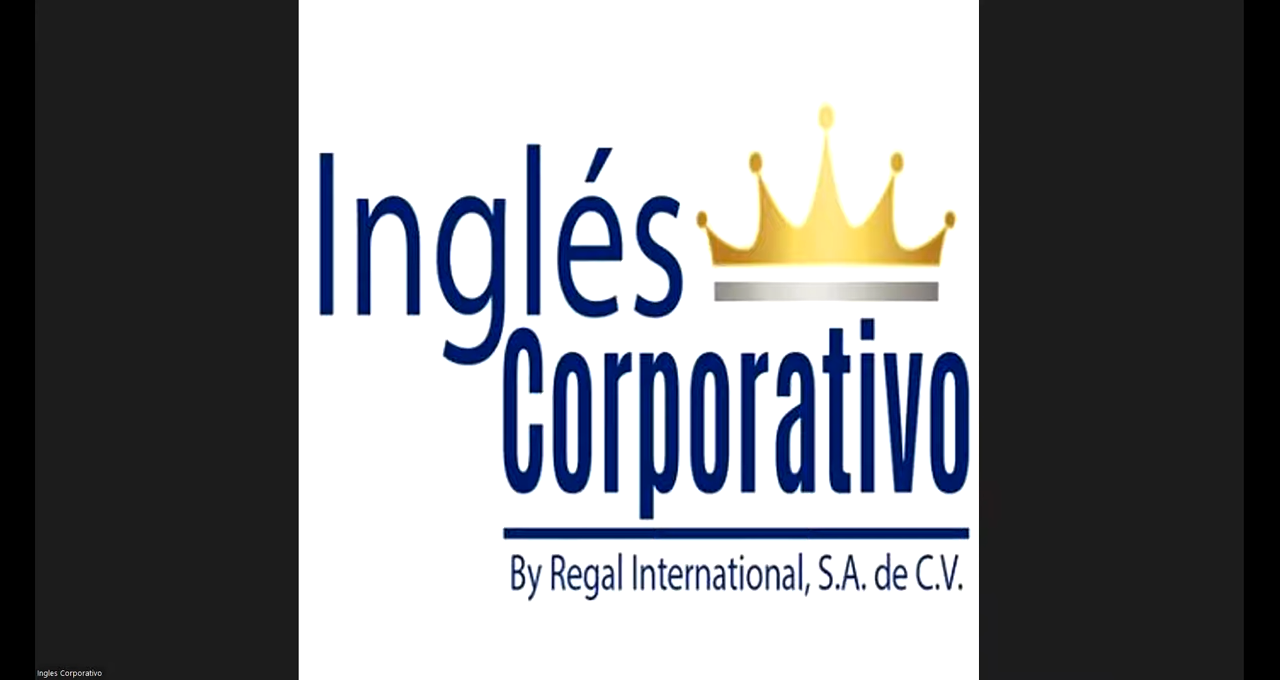 Inglés
Corporativo
By Regal International, S.A. de C.V.
Ingles Corporativo